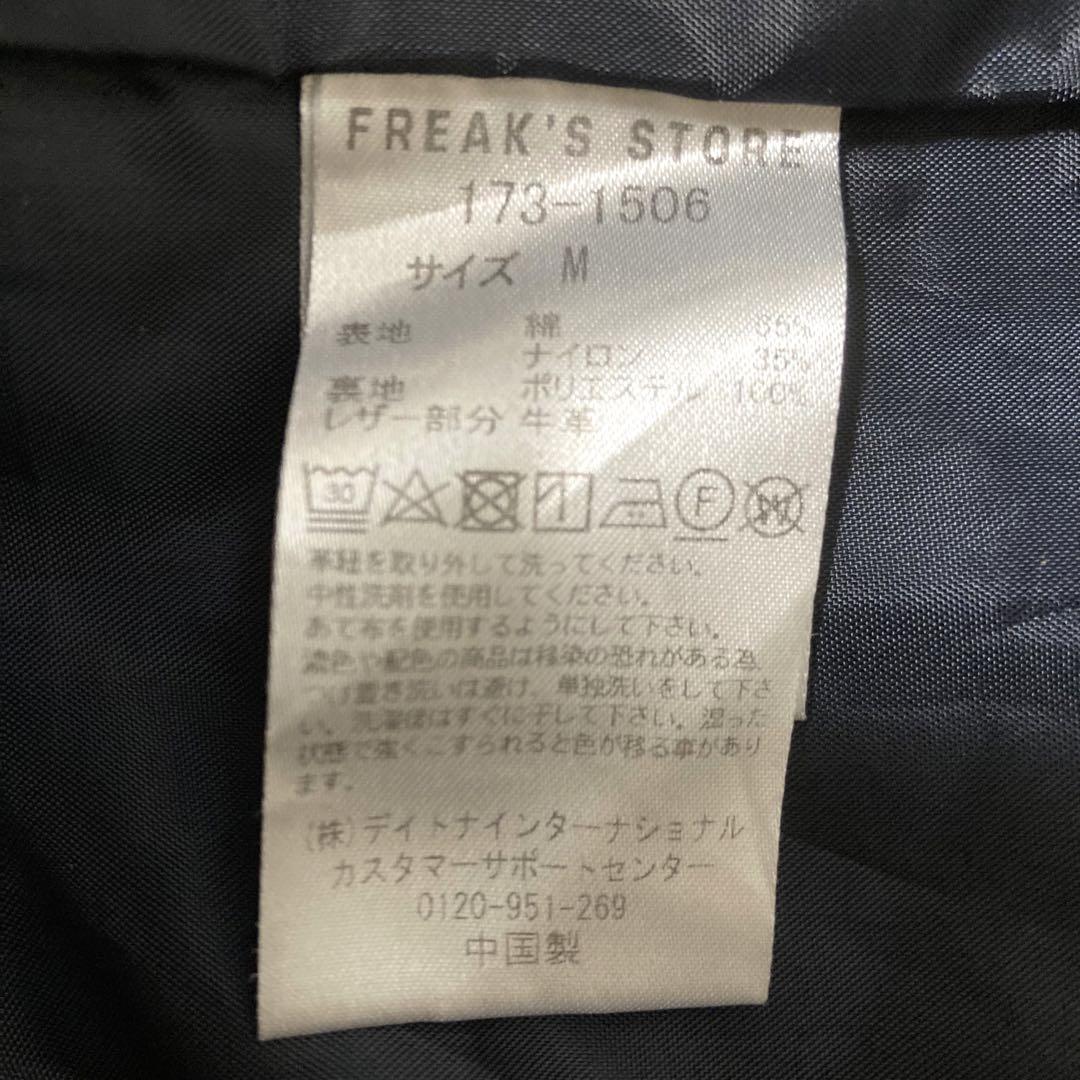 FREAK'S STORE
173-1506
サイズ M
表地 綿 65%
ナイロン 35%
裏地 ポリエステル 100%
レザー部分 牛革
30 F W
革紐を取り外して洗ってください。
中性洗剤を使用してください。
あて布を使用するようにして下さい。
濃色や配色の商品は移染の恐れがある為、
つけ置き洗いは避け、単独洗いをして下さ
い。洗濯後はすぐに干して下さい。湿った
状態で強くこすられると色が移る事があり
ます。
(株)デイトナインターナショナル
カスタマーサポートセンター
0120-951-269
中国製